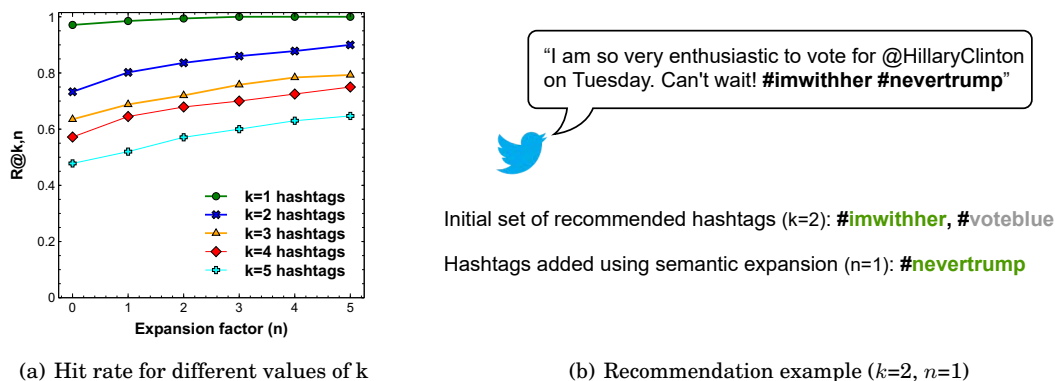 1
0.8
0.6
0.4
0.2
0
R@k,n
k=1 hashtags
k=2 hashtags
k=3 hashtags
k=4 hashtags
k=5 hashtags
0 1 2 3 4 5
Expansion factor (n)
(a) Hit rate for different values of k
“I am so very enthusiastic to vote for @HillaryClinton
on Tuesday. Can't wait! #imwithher #nevertrump”
Initial set of recommended hashtags (k=2): #imwithher, #voteblue
Hashtags added using semantic expansion (n=1): #nevertrump
(b) Recommendation example (k=2, n=1)